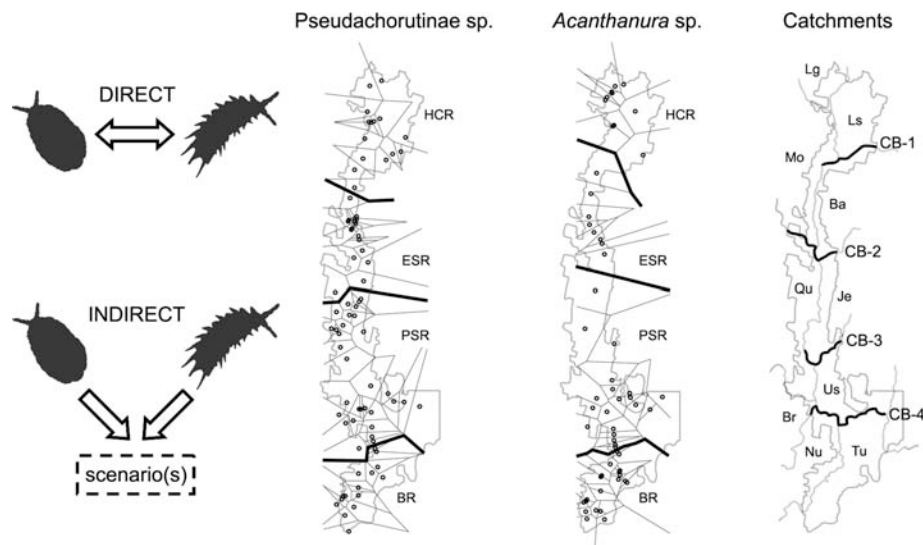 Pseudachorutinae sp.
Acanthanura sp.
Catchments
DIRECT
INDIRECT
scenario(s)
HCR
ESR
PSR
BR
HCR
ESR
PSR
BR
Lg
Ls
CB-1
Mo
Ba
CB-2
Qu
Je
CB-3
Us
Br
CB-4
Nu
Tu